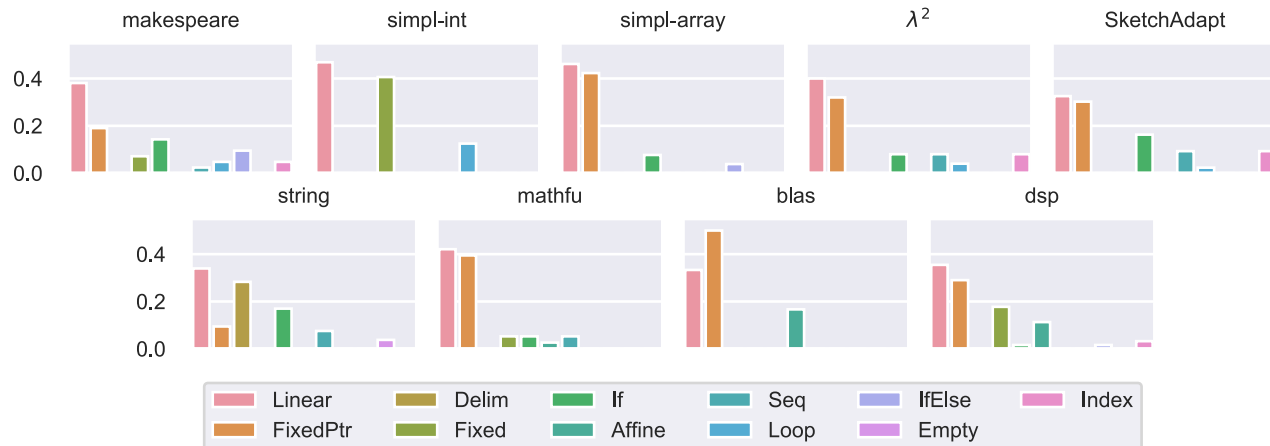 makespeare simpl-int simpl-array λ² SketchAdapt
0.4
0.2
0.0
string mathfu blas dsp
0.4
0.2
0.0
Linear Delim If Seq IfElse Index
FixedPtr Fixed Affine Loop Empty